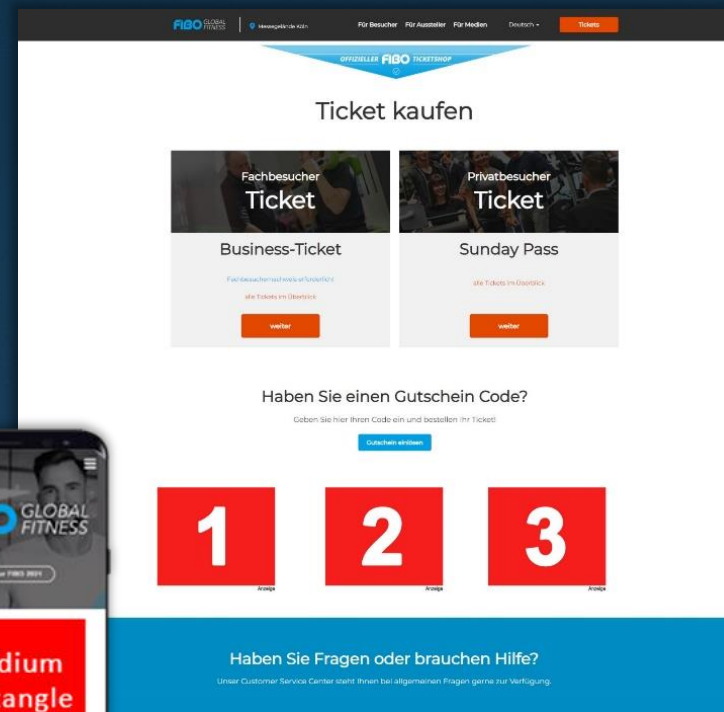 FIBO GLOBAL FITNESS
Messegelände Köln
Für Besucher Für Aussteller Für Medien Deutsch Tickets
OFFIZIELLER FIBO TICKETSHOP
Ticket kaufen
Fachbesucher
Ticket
Business-Ticket
Fachbesuchernachweis erforderlich!
alle Tickets im Überblick
weiter
Privatbesucher
Ticket
Sunday Pass
alle Tickets im Überblick
weiter
Haben Sie einen Gutschein Code?
Geben Sie hier Ihren Code ein und bestellen Ihr Ticket!
Gutschein einlösen
1 2 3
Anzeige Anzeige Anzeige
Haben Sie Fragen oder brauchen Hilfe?
Unser Customer Service Center steht Ihnen bei allgemeinen Fragen gerne zur Verfügung.
GLOBAL
FITNESS
dium
tangle